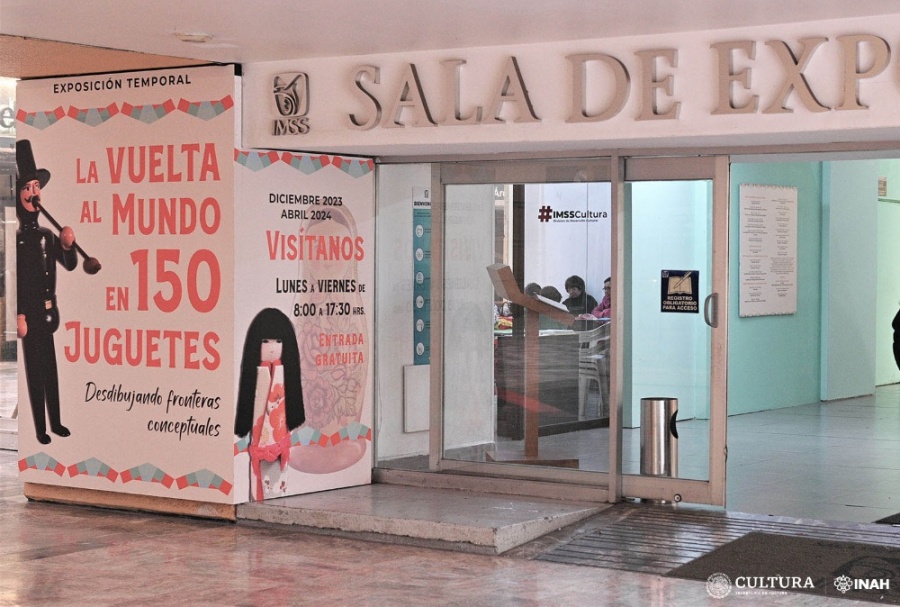 EXPOSICIÓN TEMPORAL
LA VUELTA
AL MUNDO
EN 150
JUGUETES
Desdibujando fronteras
conceptuales
DICIEMBRE 2023
ABRIL 2024
VISÍTANOS
LUNES A VIERNES DE
8:00 A 17:30 HRS.
ENTRADA
GRATUITA
IMSS
SALA DE EXPO
#IMSSCultura
REGISTRO
OBLIGATORIO
PARA ACCESO
CULTURA
INAH